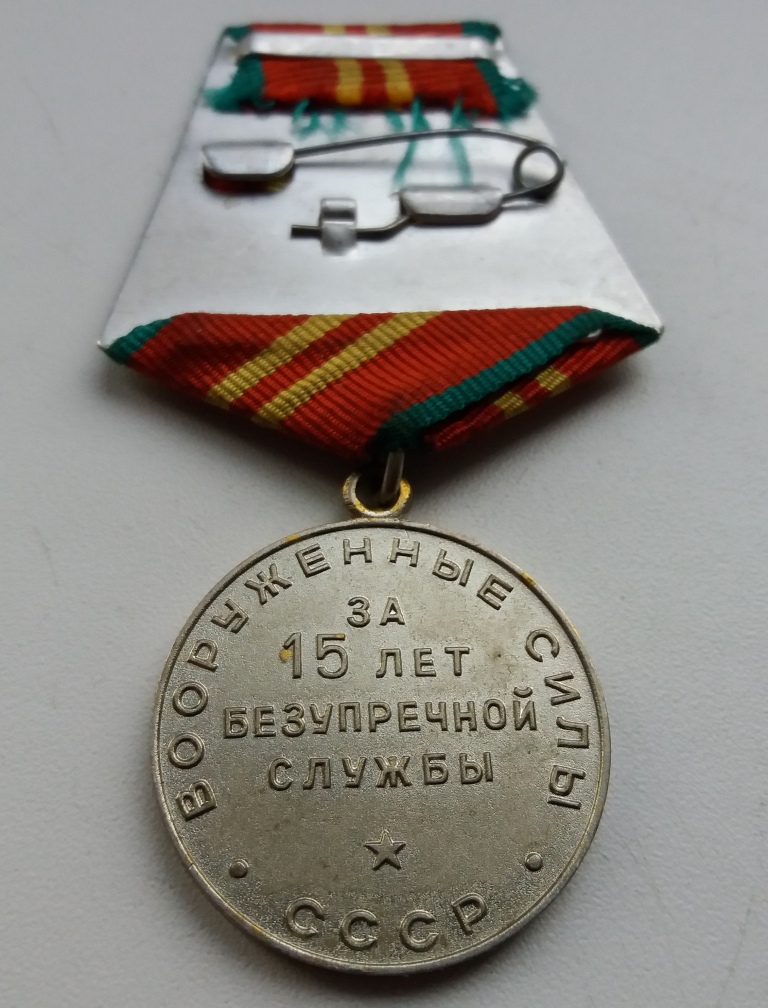 ВООРУЖЕННЫЕ СИЛЫ
ЗА
15 ЛЕТ
БЕЗУПРЕЧНОЙ
СЛУЖБЫ
СССР